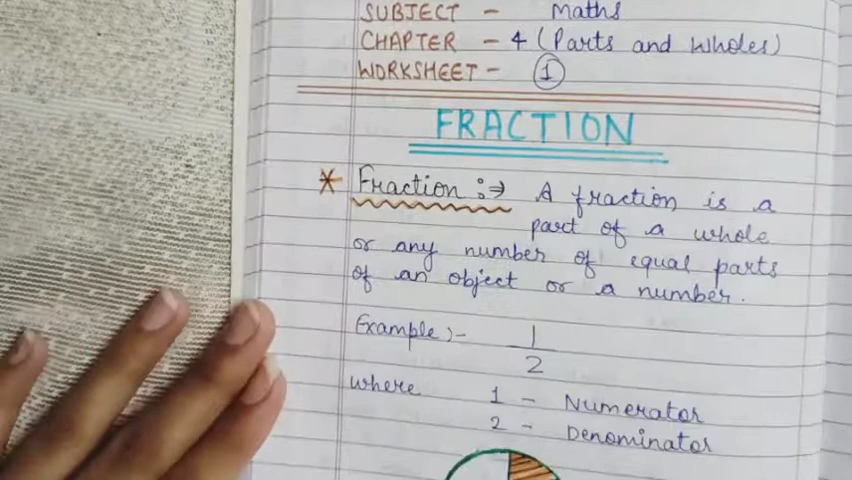 SUBJECT - Maths
CHAPTER - 4 (Parts and Wholes)
WORKSHEET - 1
FRACTION
* Fraction :⇒ A fraction is a
part of a whole
or any number of equal parts
of an object or a number.
Example :- 1
2
where 1 - Numerator
2 - Denominator